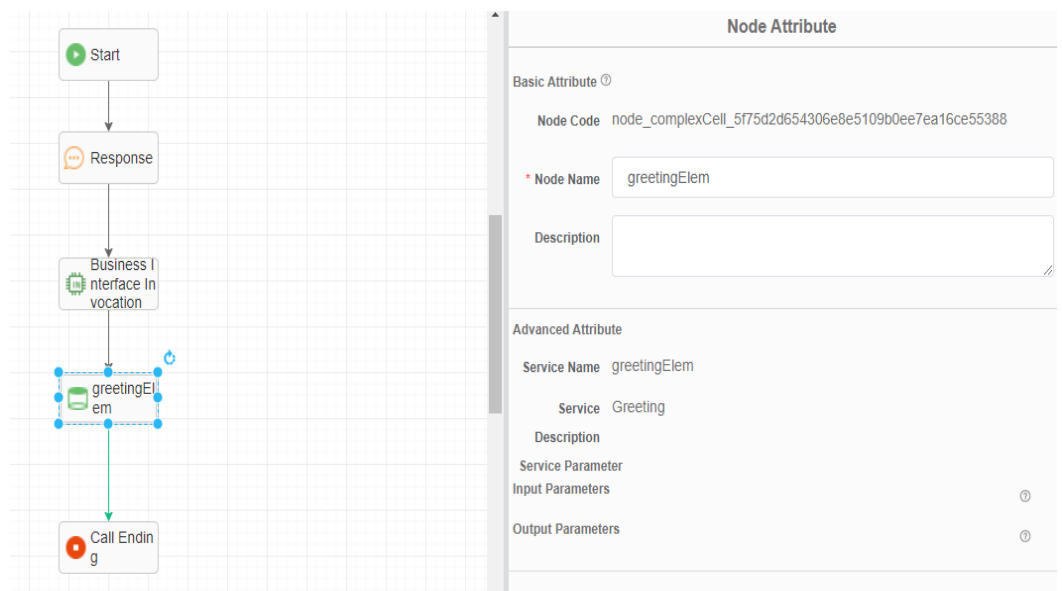 Start
Response
Business I
nterface In
vocation
greetingEl
em
Call Endin
g
Node Attribute
Basic Attribute
Node Code node_complexCell_5f75d2d654306e8e5109b0ee7ea16ce55388
* Node Name greetingElem
Description
Advanced Attribute
Service Name greetingElem
Service Greeting
Description
Service Parameter
Input Parameters
Output Parameters